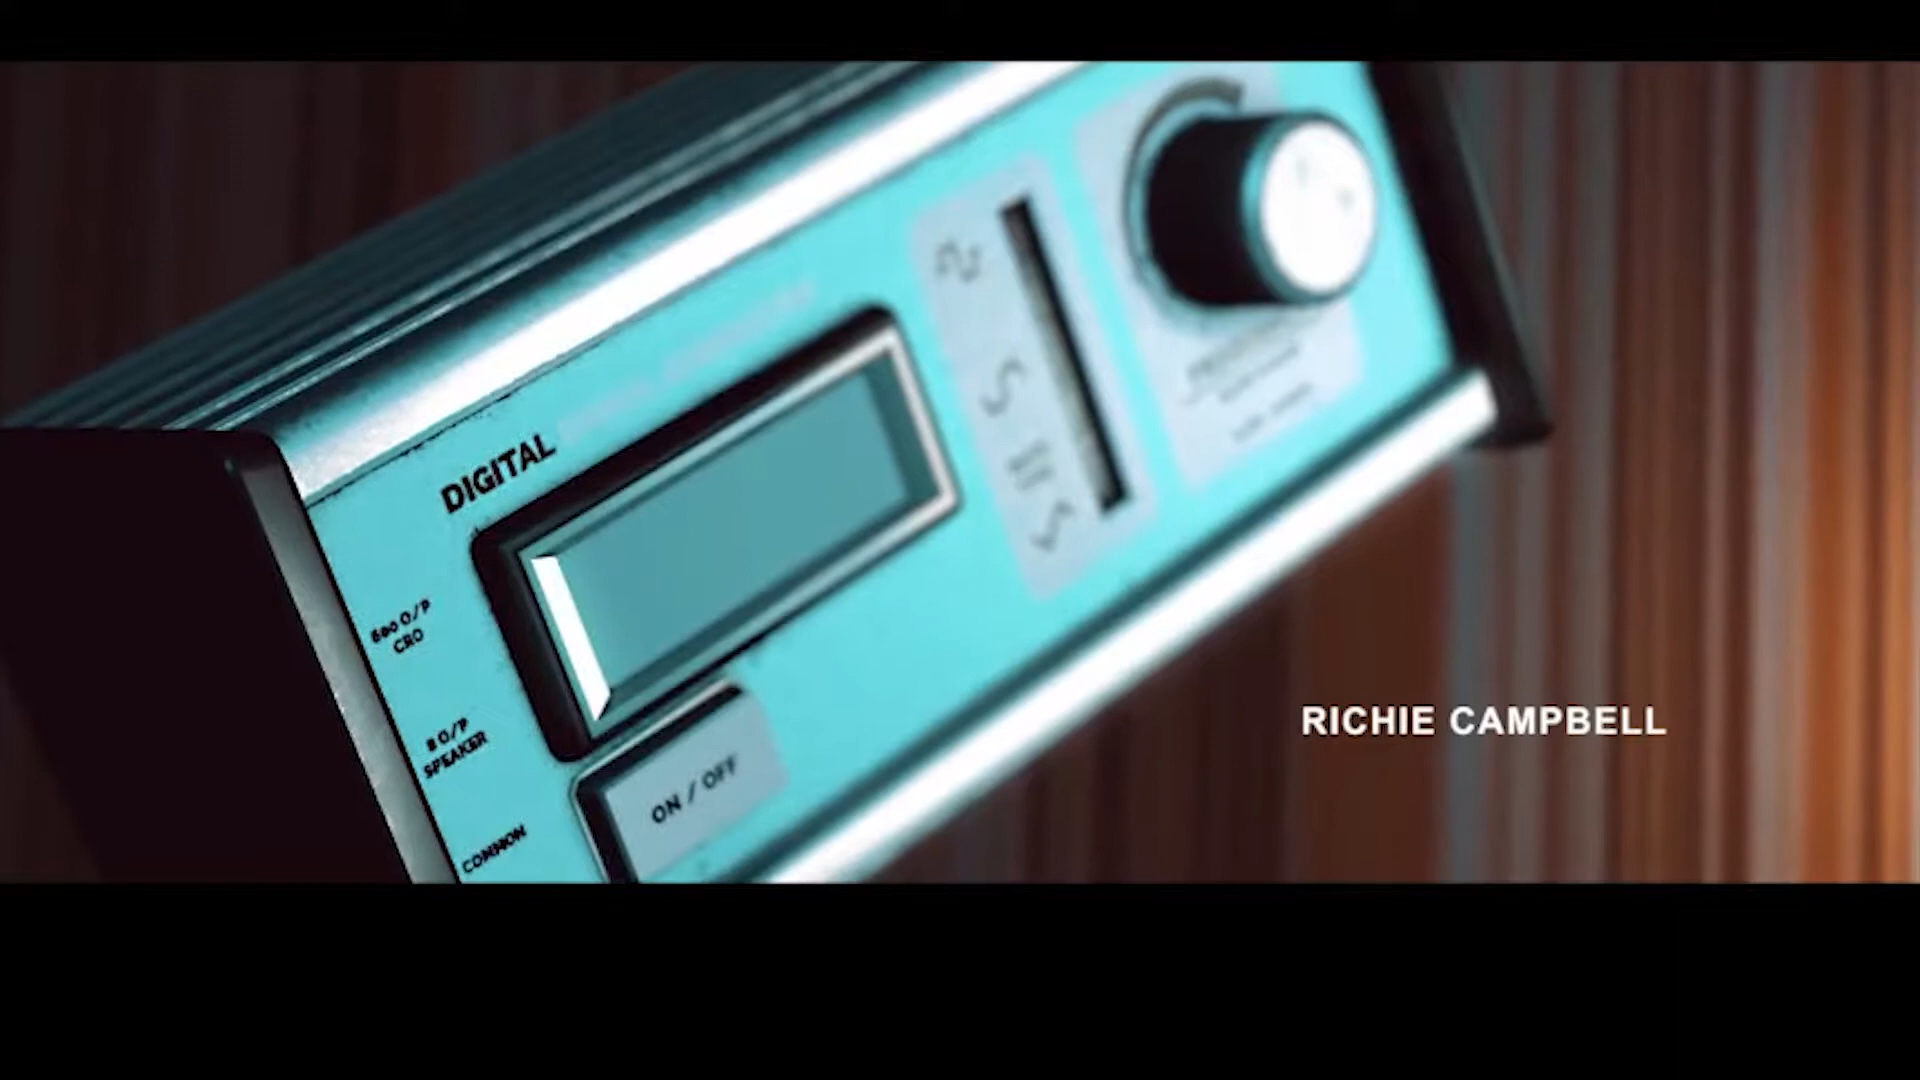 DIGITAL
600 O/P
CRO
8 O/P
SPEAKER
COMMON
ON / OFF
RICHIE CAMPBELL